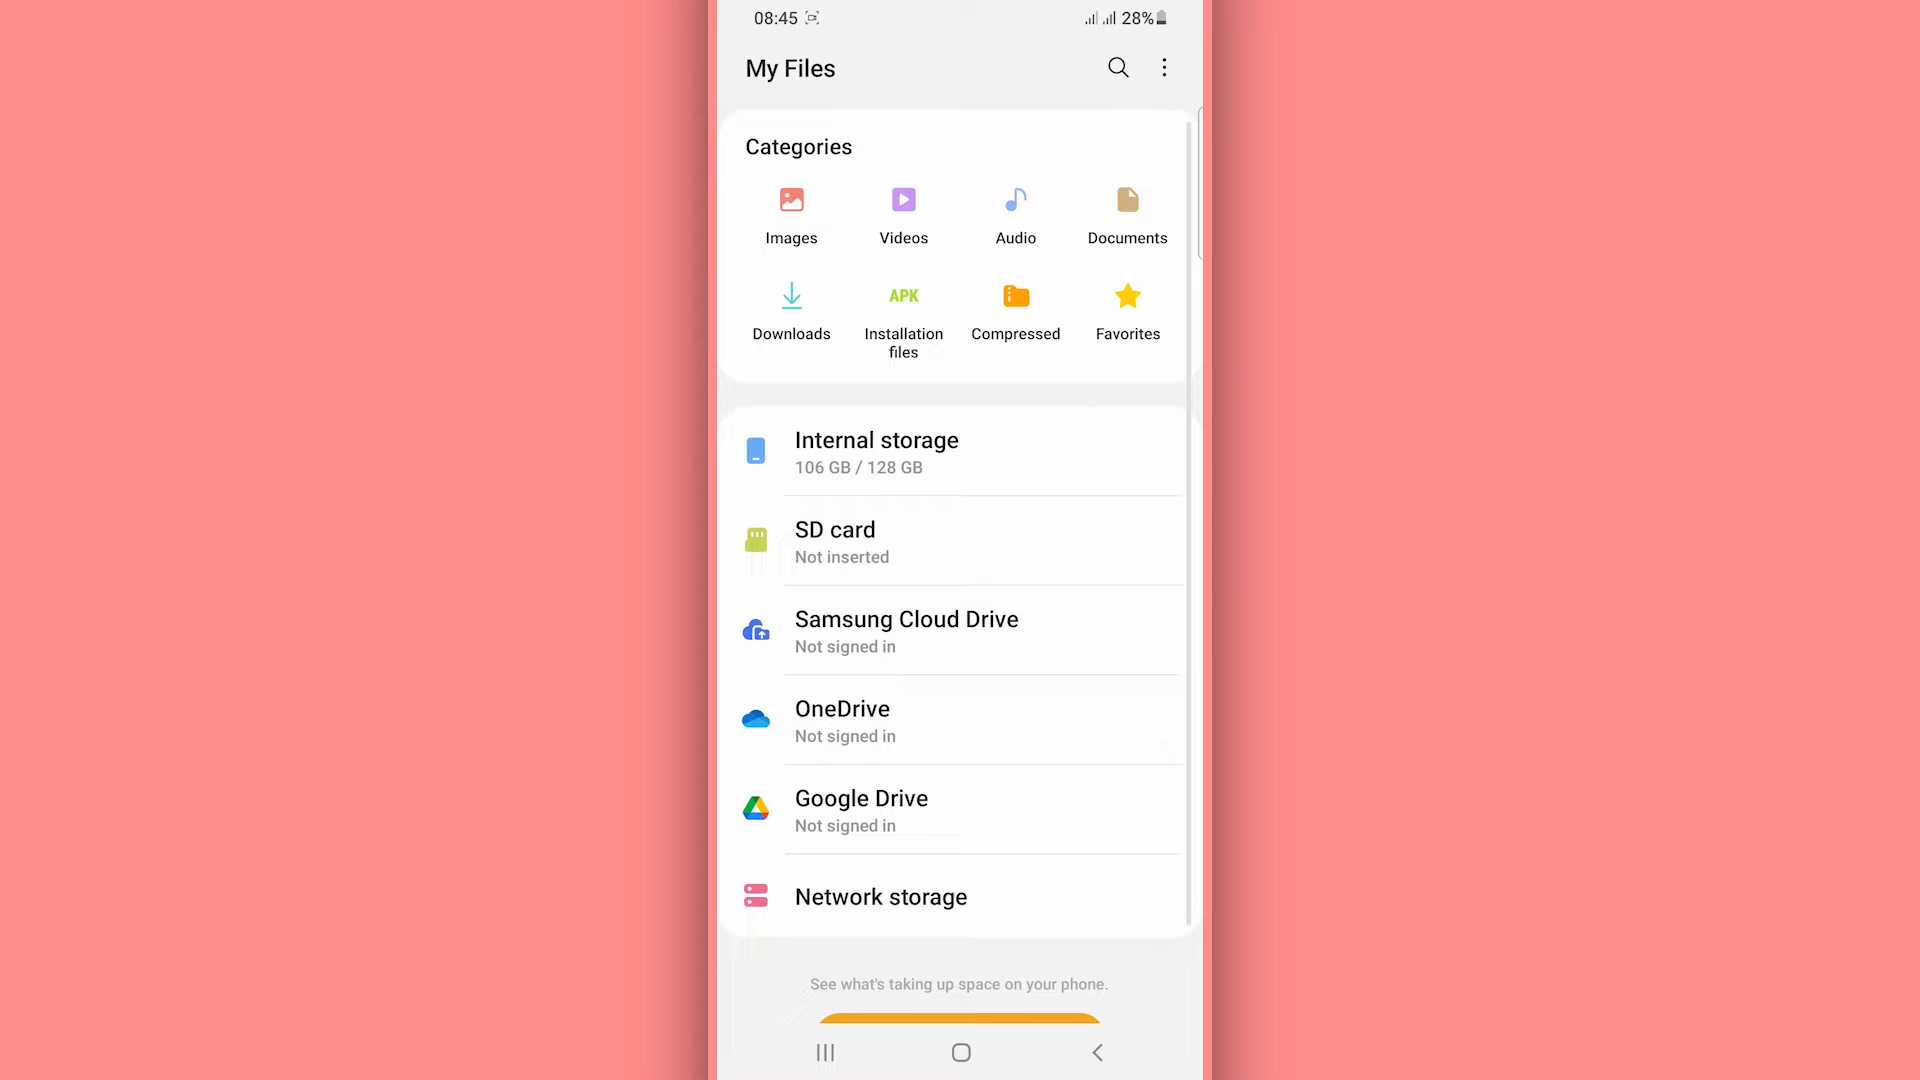 08:45
28%
My Files
Categories
Images
Videos
Audio
Documents
APK
Downloads
Installation files
Compressed
Favorites
Internal storage
106 GB / 128 GB
SD card
Not inserted
Samsung Cloud Drive
Not signed in
OneDrive
Not signed in
Google Drive
Not signed in
Network storage
See what's taking up space on your phone.